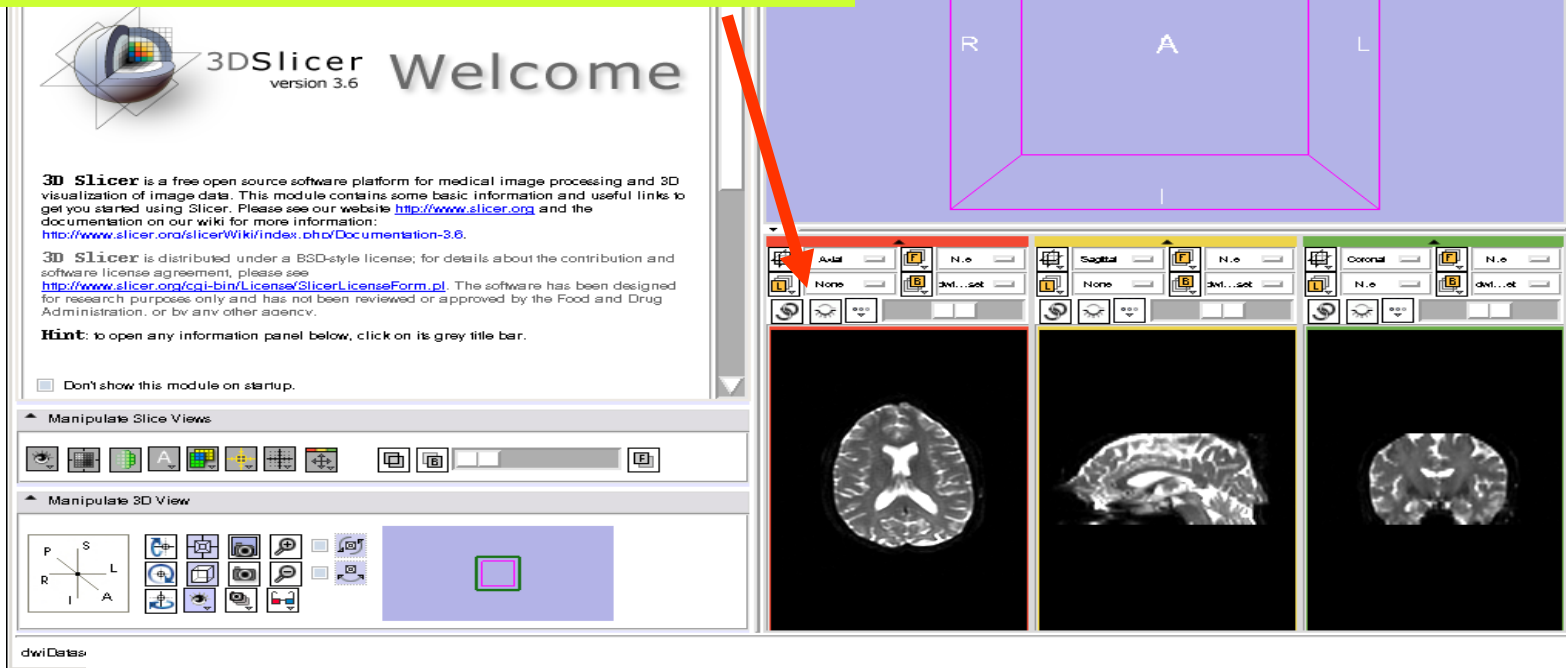 3DSlicer
version 3.6
Welcome
3D Slicer is a free open source software platform for medical image processing and 3D
visualization of image data. This module contains some basic information and useful links to
get you started using Slicer. Please see our website http://www.slicer.org and the
documentation on our wiki for more information:
http://www.slicer.org/slicerWiki/index.php/Documentation-3.6.
3D Slicer is distributed under a BSD-style license; for details about the contribution and
software license agreement, please see
http://www.slicer.org/cgi-bin/License/SlicerLicenseForm.pl. The software has been designed
for research purposes only and has not been reviewed or approved by the Food and Drug
Administration, or by any other agency.
Hint: to open any information panel below, click on its grey title bar.
Don't show this module on startup.
Manipulate Slice Views
A
B
F
Manipulate 3D View
P
S
L
R
I
A
dwiDatas
R
A
L
I
Axial
F
N.e
L
None
B
dwi...set
Sagittal
F
N.e
L
None
B
dwi...set
Coronal
F
N.e
L
N.e
B
dwi...et